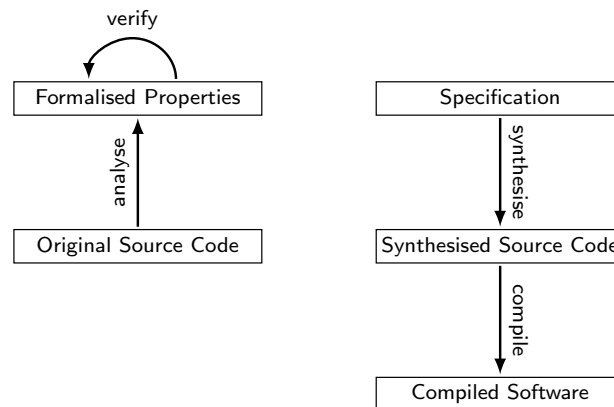 verify
Formalised Properties
analyse
Original Source Code
Specification
synthesise
Synthesised Source Code
compile
Compiled Software